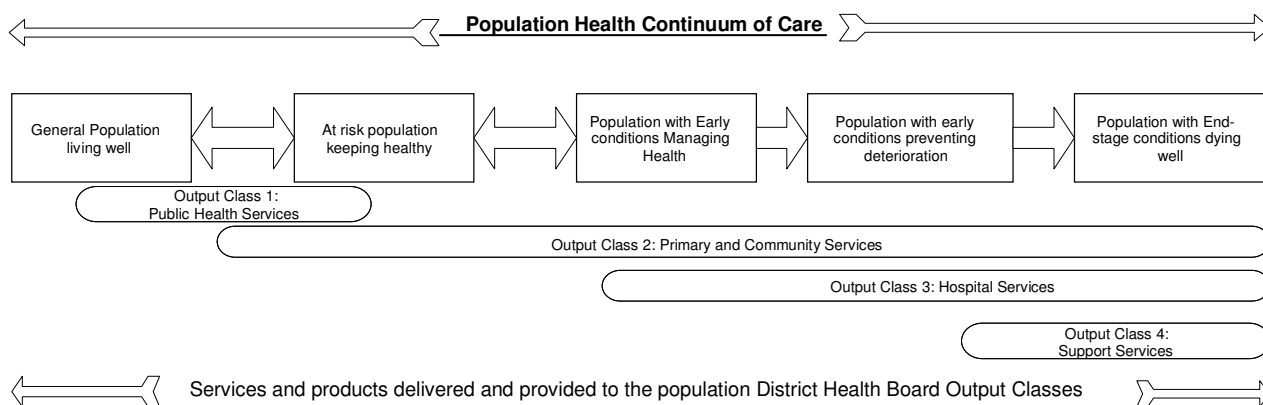 Population Health Continuum of Care
General Population
living well
At risk population
keeping healthy
Population with Early
conditions Managing
Health
Population with early
conditions preventing
deterioration
Population with End-
stage conditions dying
well
Output Class 1:
Public Health Services
Output Class 2: Primary and Community Services
Output Class 3: Hospital Services
Output Class 4:
Support Services
Services and products delivered and provided to the population District Health Board Output Classes